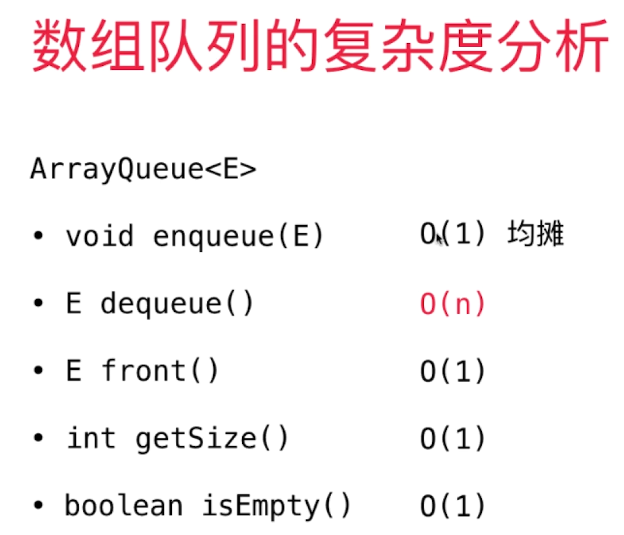 数组队列的复杂度分析
ArrayQueue<E>
• void enqueue(E) O(1) 均摊
• E dequeue() O(n)
• E front() O(1)
• int getSize() O(1)
• boolean isEmpty() O(1)